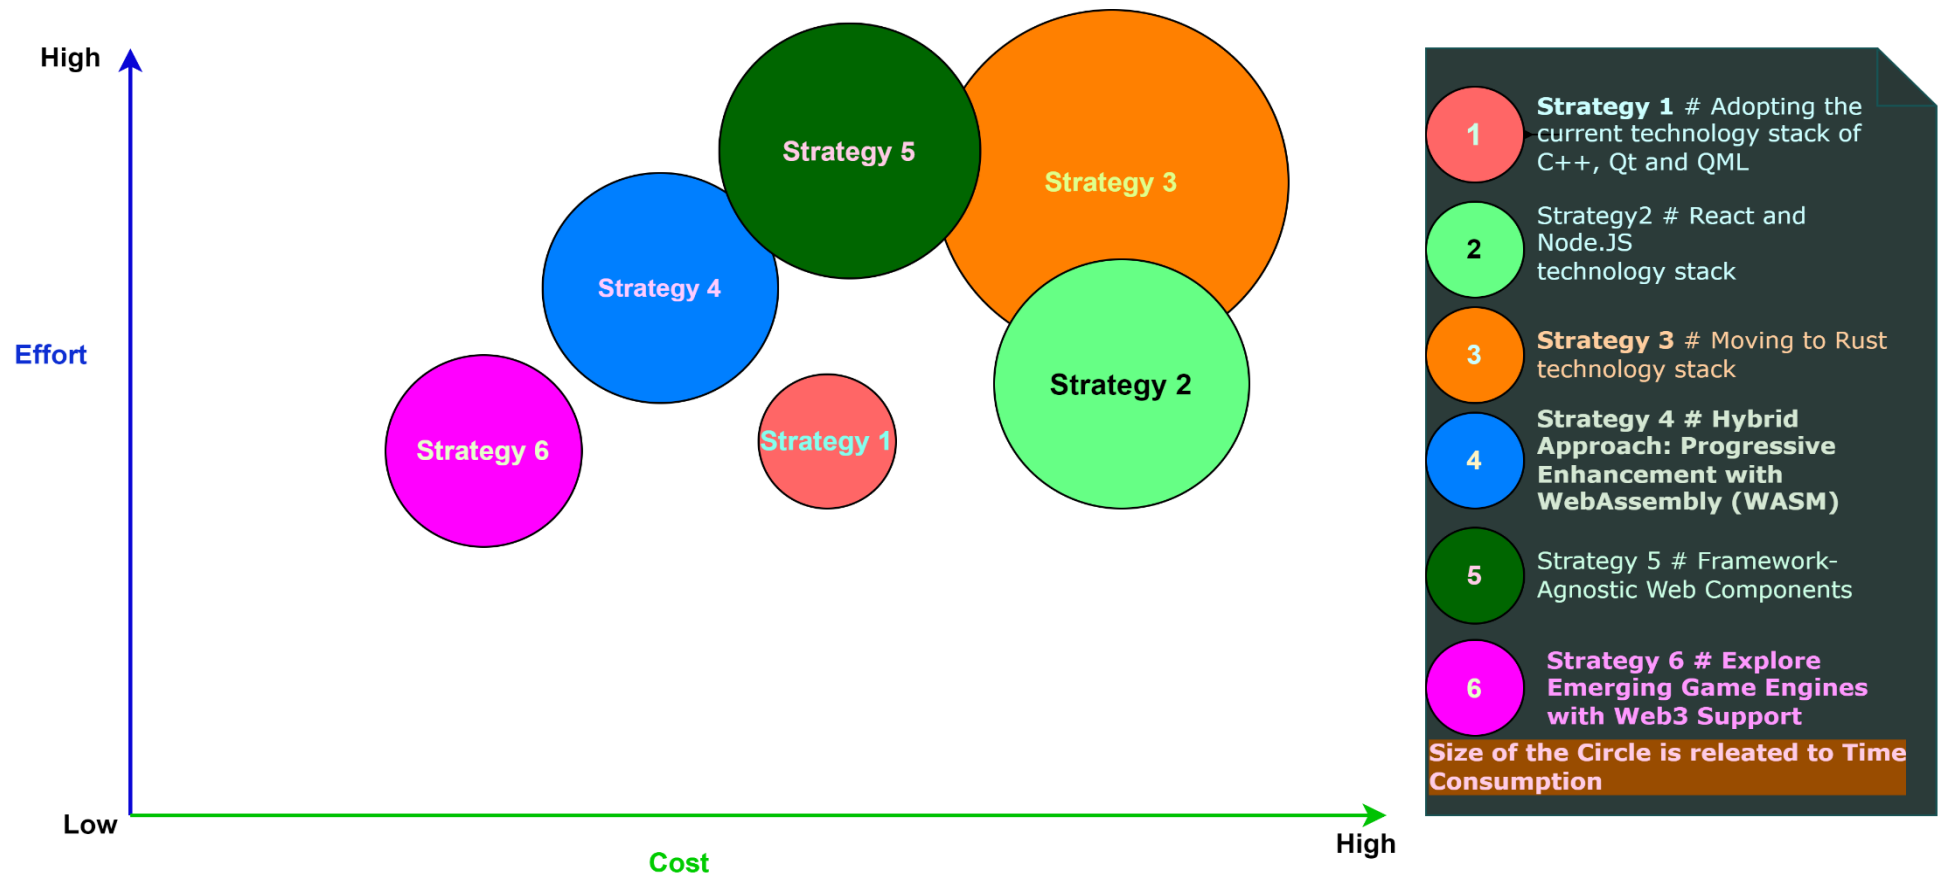 High
Effort
Low
Cost
High
Strategy 5
Strategy 3
Strategy 4
Strategy 2
Strategy 1
Strategy 6
1
Strategy 1 # Adopting the
current technology stack of
C++, Qt and QML
2
Strategy2 # React and
Node.JS
technology stack
3
Strategy 3 # Moving to Rust
technology stack
4
Strategy 4 # Hybrid
Approach: Progressive
Enhancement with
WebAssembly (WASM)
5
Strategy 5 # Framework-
Agnostic Web Components
6
Strategy 6 # Explore
Emerging Game Engines
with Web3 Support
Size of the Circle is releated to Time
Consumption